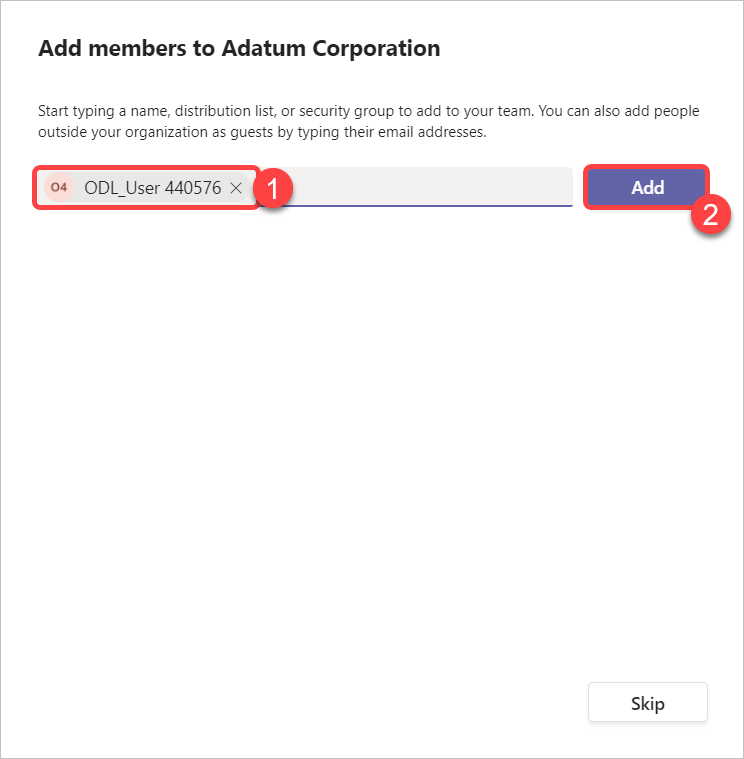 Add members to Adatum Corporation
Start typing a name, distribution list, or security group to add to your team. You can also add people
outside your organization as guests by typing their email addresses.
O4 ODL_User 440576 1 Add
2
Skip